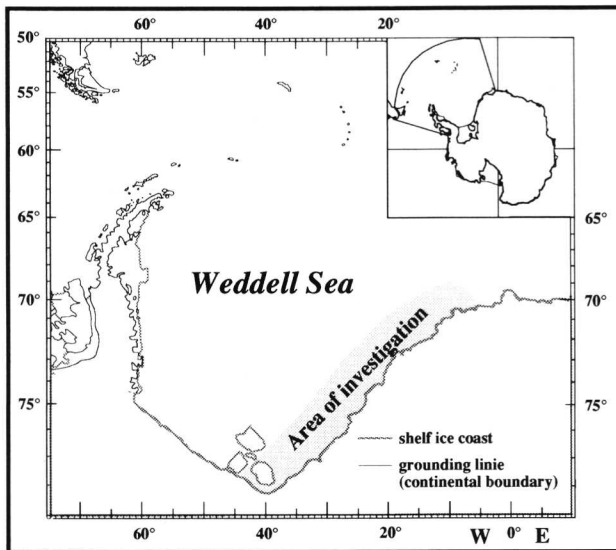 60° 40° 20°
50°
55°
60°
65° 65°
Weddell Sea
70° 70°
Area of investigation
75° 75°
shelf ice coast
grounding linie
(continental boundary)
60° 40° 20° W 0° E